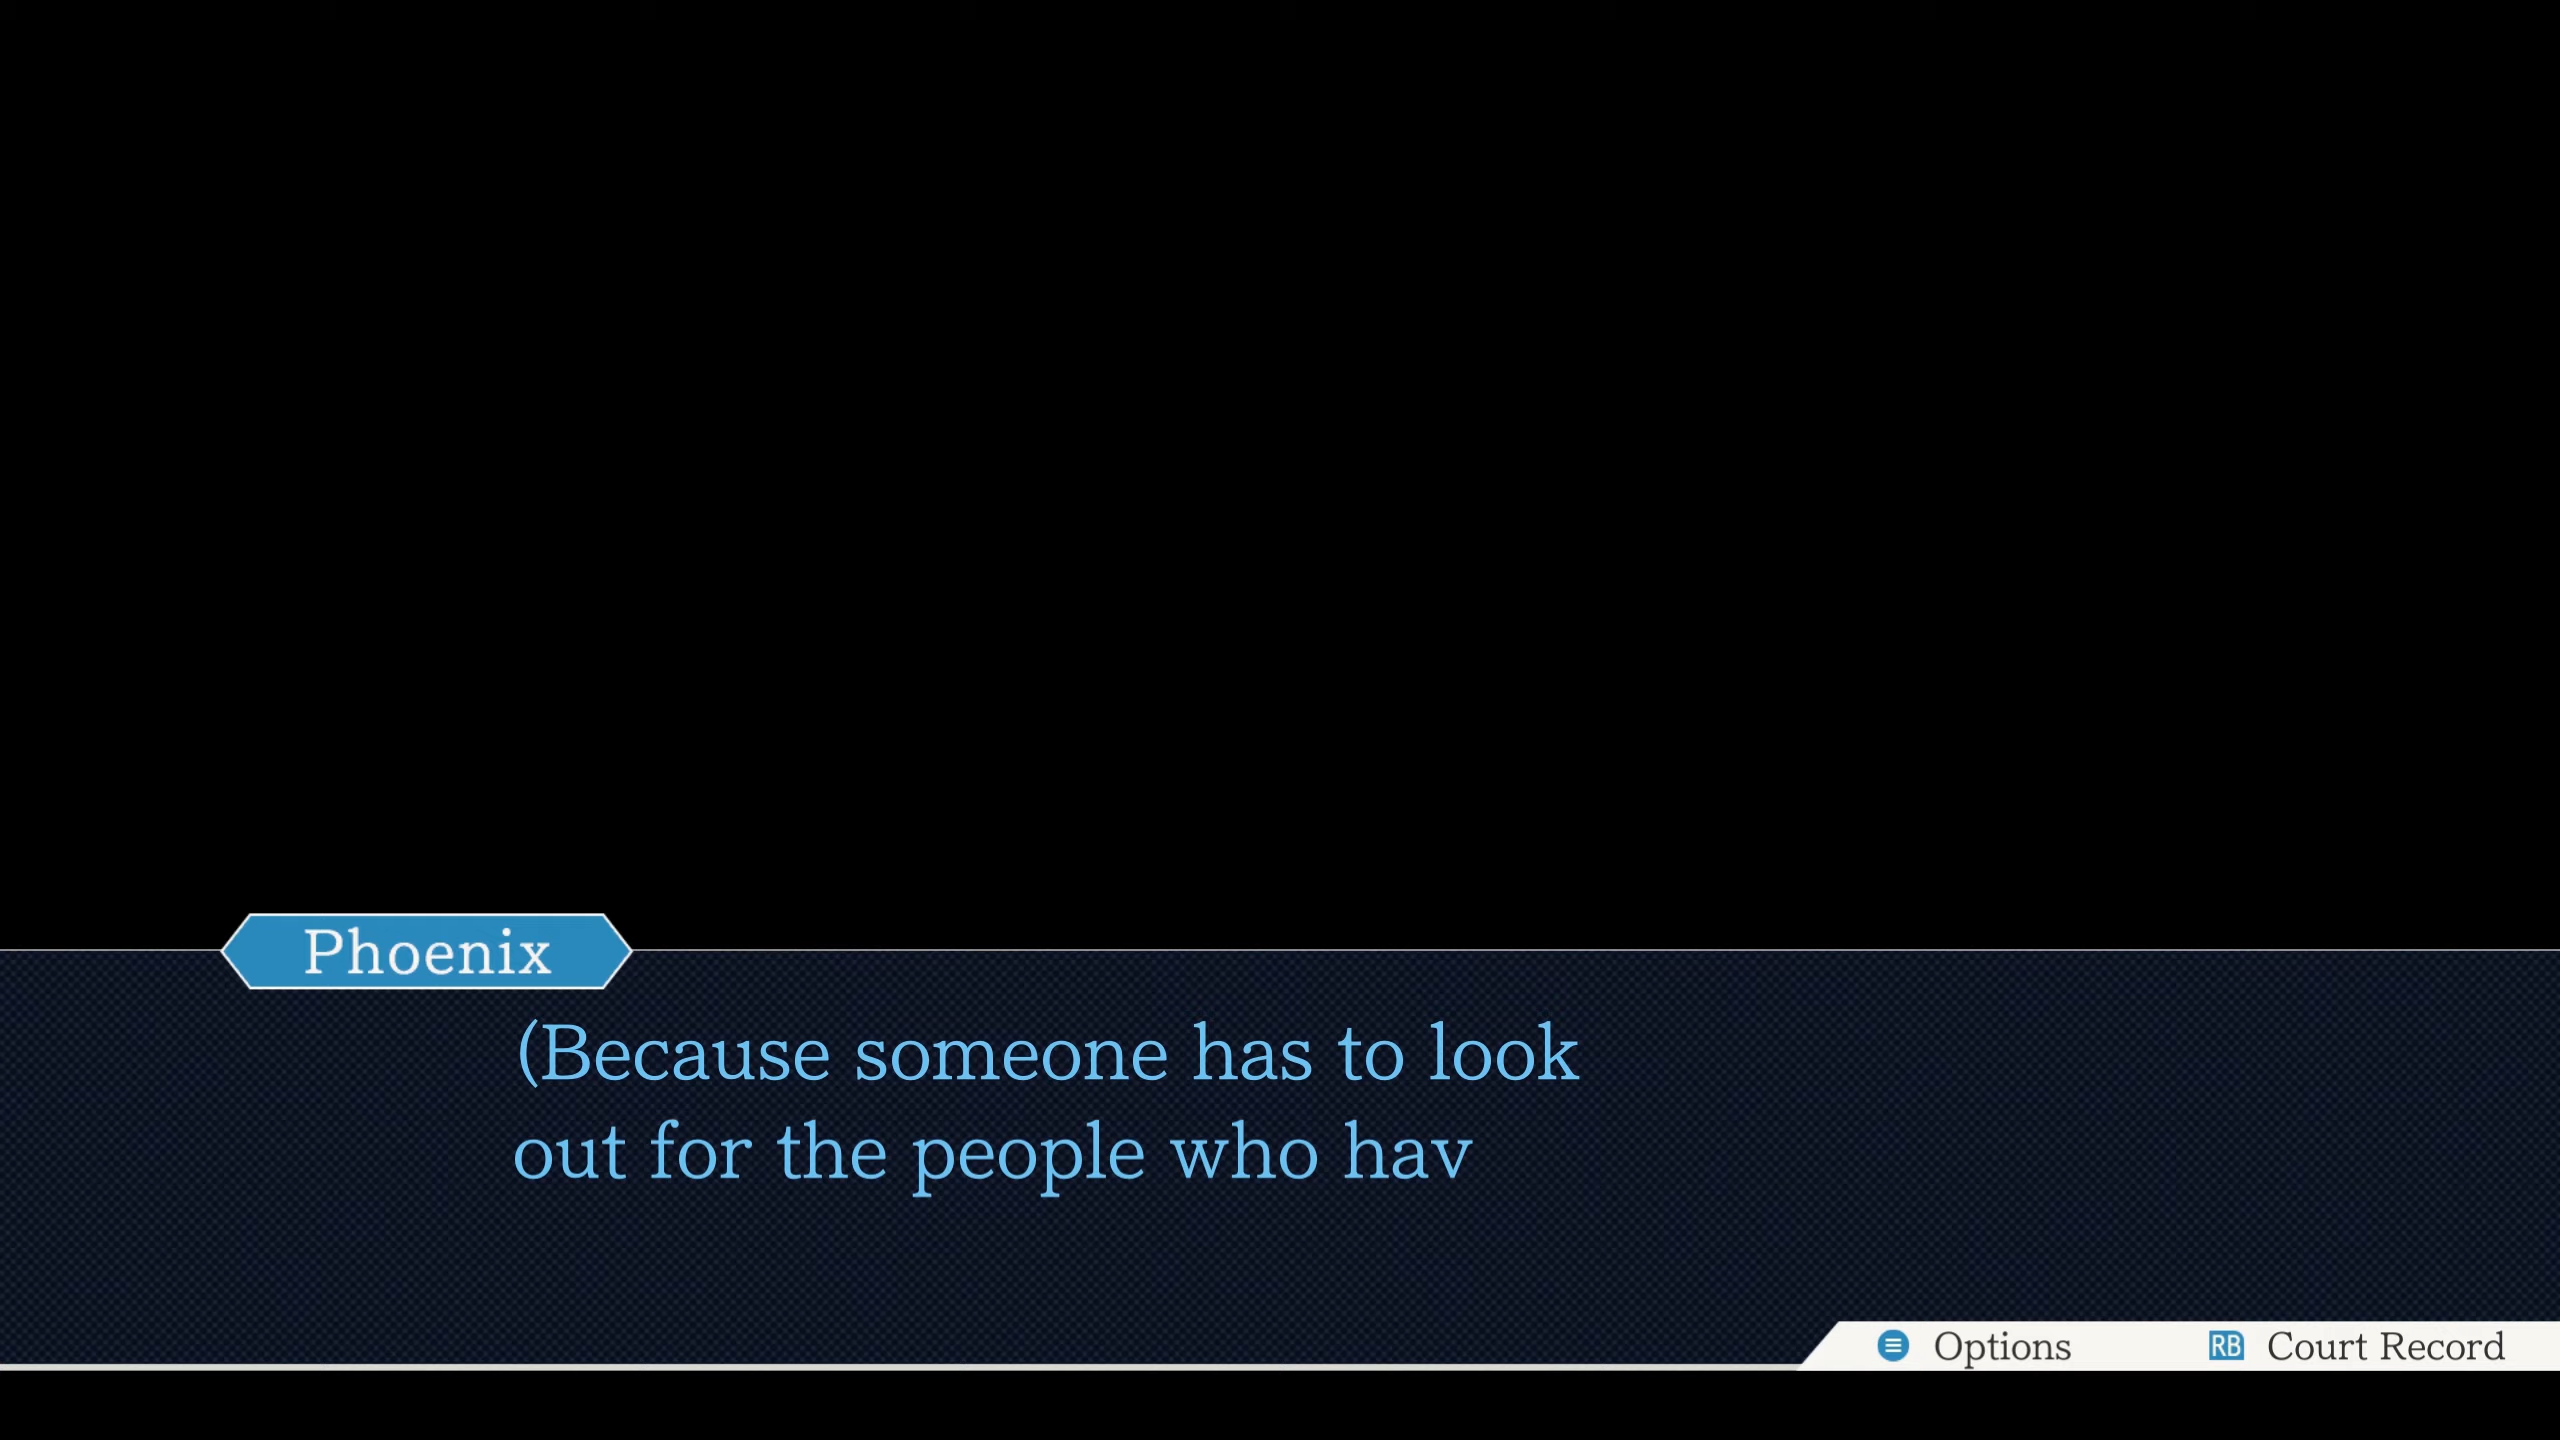 Phoenix
(Because someone has to look
out for the people who hav
Options
RB Court Record